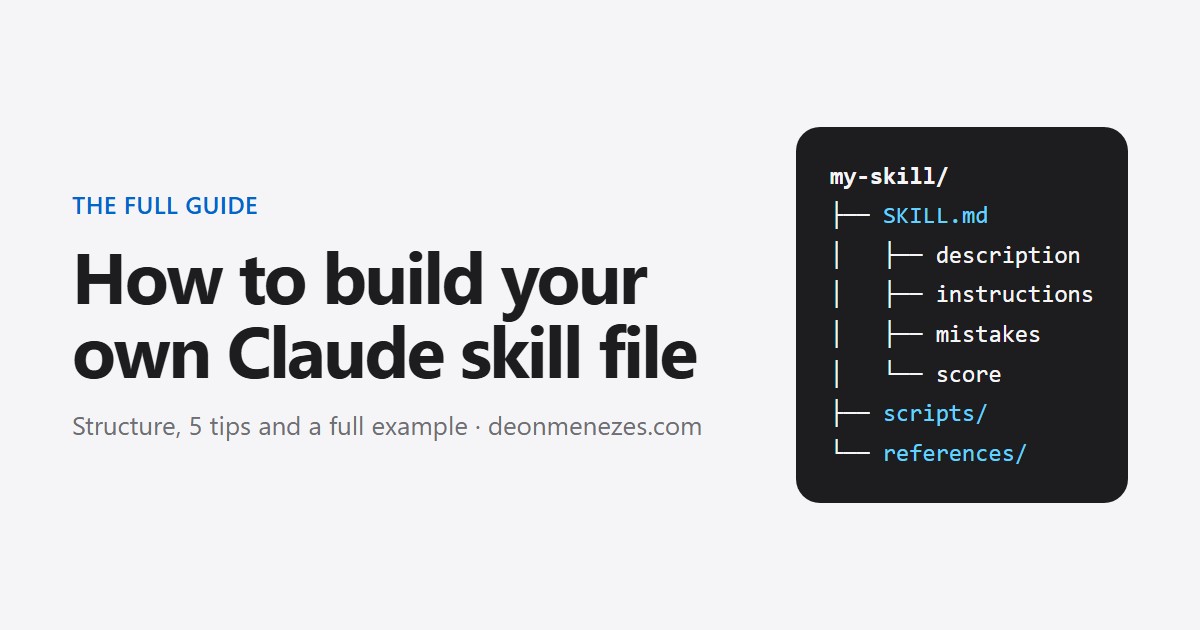 THE FULL GUIDE
How to build your
own Claude skill file
Structure, 5 tips and a full example · deonmenezes.com
my-skill/
├── SKILL.md
│   ├── description
│   ├── instructions
│   ├── mistakes
│   └── score
├── scripts/
└── references/